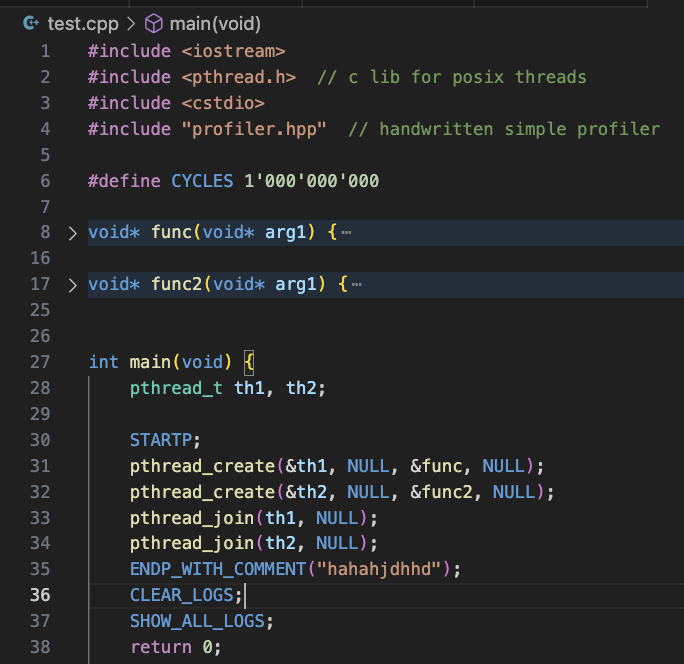 test.cpp > main(void)
1 #include <iostream>
2 #include <pthread.h>  // c lib for posix threads
3 #include <cstdio>
4 #include "profiler.hpp"  // handwritten simple profiler
5
6 #define CYCLES 1'000'000'000
7
8 > void* func(void* arg1) {⋯
16
17 > void* func2(void* arg1) {⋯
25
26
27 int main(void) {
28     pthread_t th1, th2;
29
30     STARTP;
31     pthread_create(&th1, NULL, &func, NULL);
32     pthread_create(&th2, NULL, &func2, NULL);
33     pthread_join(th1, NULL);
34     pthread_join(th2, NULL);
35     ENDP_WITH_COMMENT("hahahjdhhd");
36     CLEAR_LOGS;
37     SHOW_ALL_LOGS;
38     return 0;